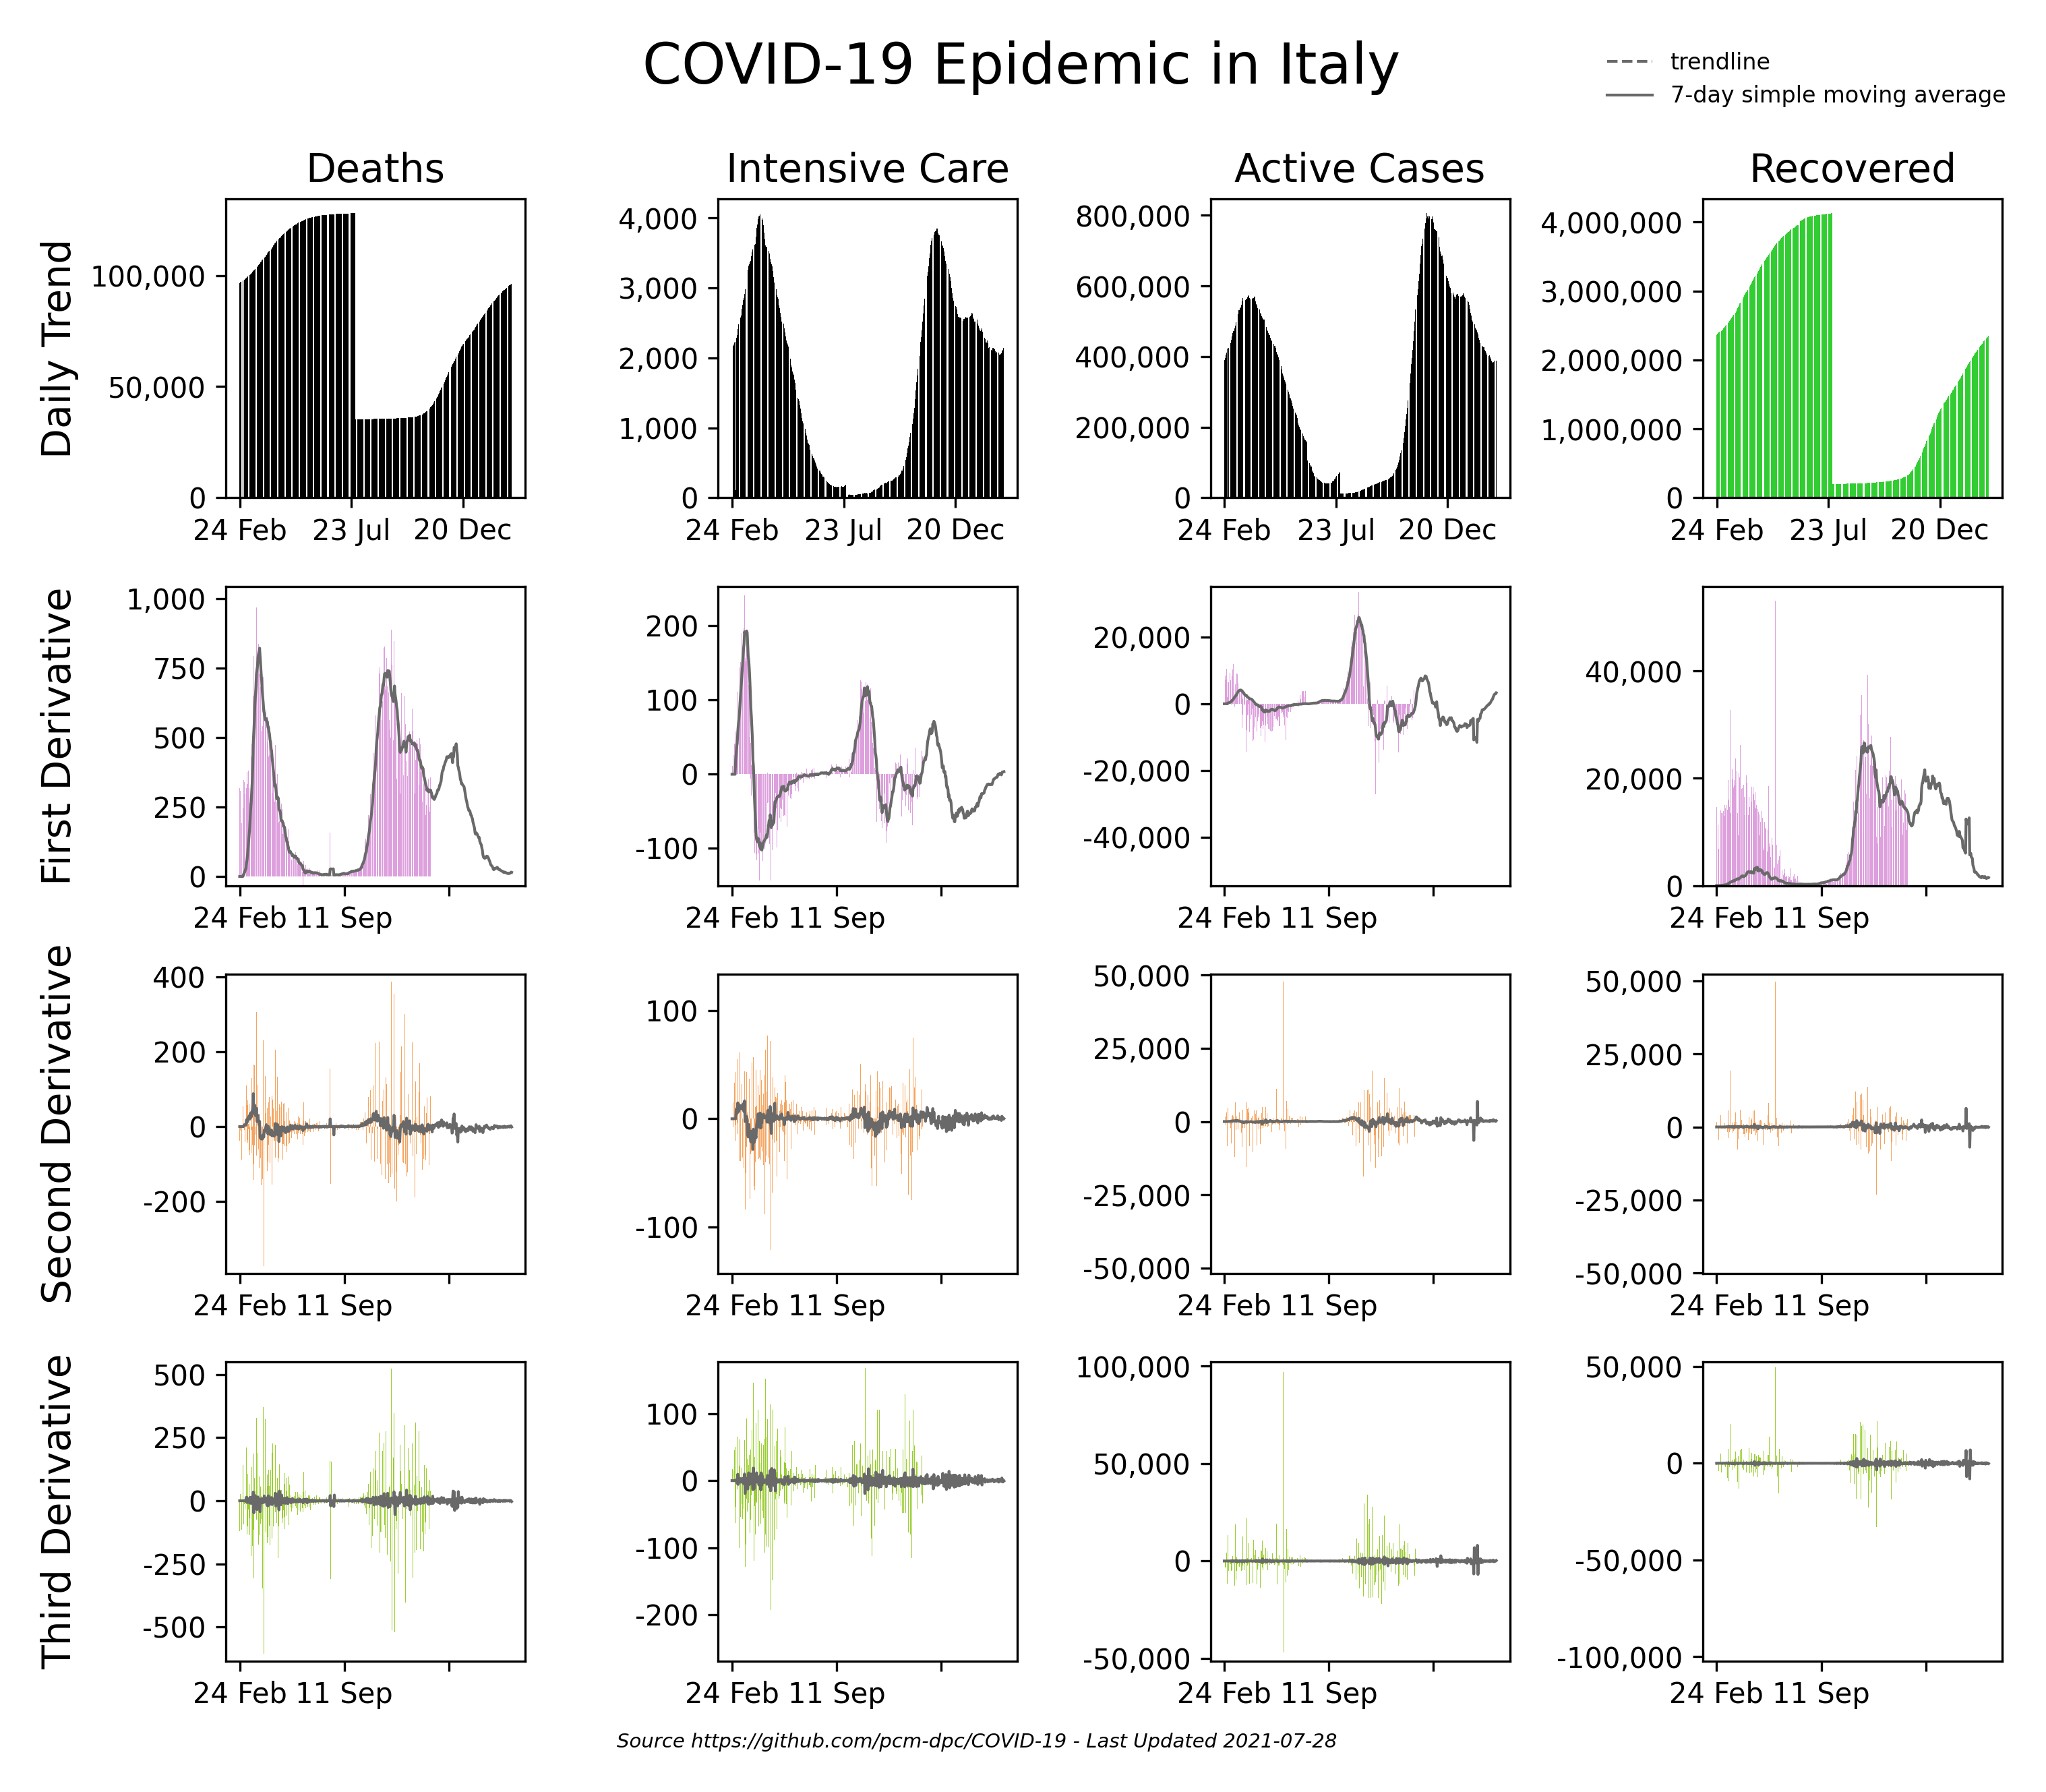 COVID-19 Epidemic in Italy
trendline
7-day simple moving average
Deaths
Intensive Care
Active Cases
Recovered
Daily Trend
100,000
50,000
0
24 Feb 23 Jul 20 Dec
4,000
3,000
2,000
1,000
0
24 Feb 23 Jul 20 Dec
800,000
600,000
400,000
200,000
0
24 Feb 23 Jul 20 Dec
4,000,000
3,000,000
2,000,000
1,000,000
0
24 Feb 23 Jul 20 Dec
First Derivative
1,000
750
500
250
0
24 Feb 11 Sep
200
100
0
-100
24 Feb 11 Sep
20,000
0
-20,000
-40,000
24 Feb 11 Sep
40,000
20,000
0
24 Feb 11 Sep
Second Derivative
400
200
0
-200
24 Feb 11 Sep
100
0
-100
24 Feb 11 Sep
50,000
25,000
0
-25,000
-50,000
24 Feb 11 Sep
50,000
25,000
0
-25,000
-50,000
24 Feb 11 Sep
Third Derivative
500
250
0
-250
-500
24 Feb 11 Sep
100
0
-100
-200
24 Feb 11 Sep
100,000
50,000
0
-50,000
24 Feb 11 Sep
50,000
0
-50,000
-100,000
24 Feb 11 Sep
Source https://github.com/pcm-dpc/COVID-19 - Last Updated 2021-07-28